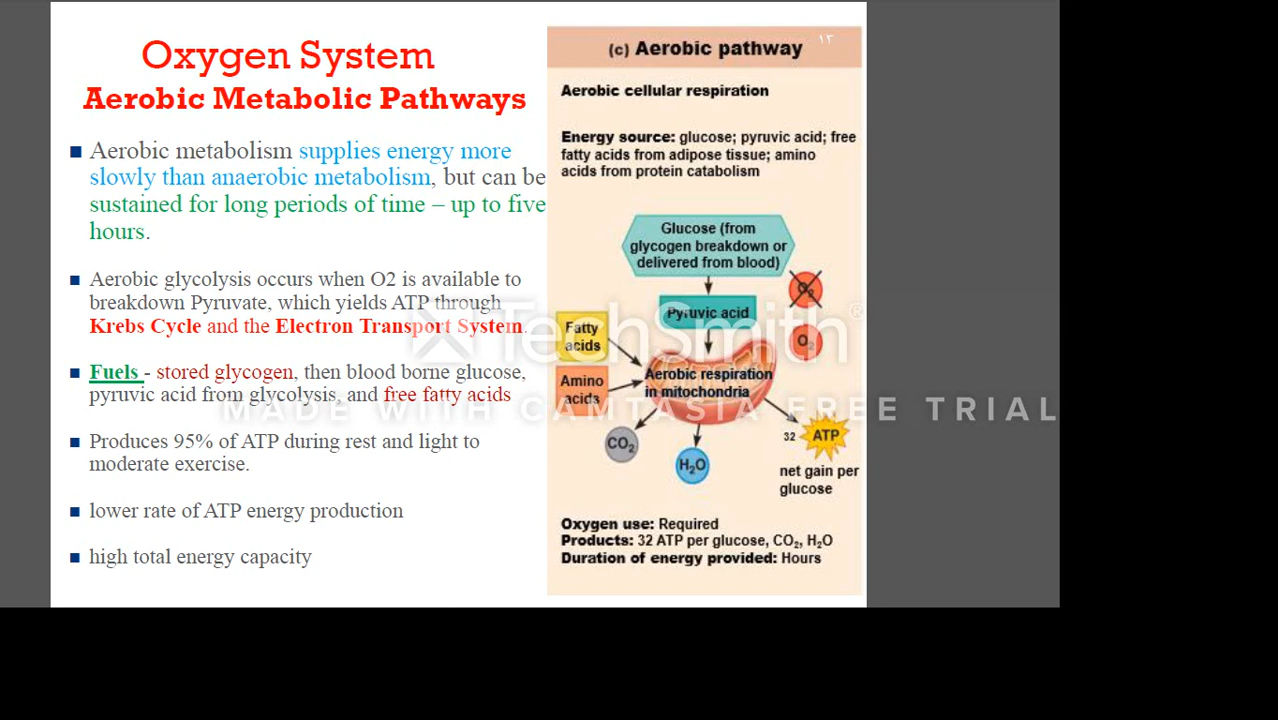 Oxygen System
Aerobic Metabolic Pathways
■ Aerobic metabolism supplies energy more
slowly than anaerobic metabolism, but can be
sustained for long periods of time – up to five
hours.
■ Aerobic glycolysis occurs when O2 is available to
breakdown Pyruvate, which yields ATP through
Krebs Cycle and the Electron Transport System.
■ Fuels - stored glycogen, then blood borne glucose,
pyruvic acid from glycolysis, and free fatty acids
■ Produces 95% of ATP during rest and light to
moderate exercise.
■ lower rate of ATP energy production
■ high total energy capacity
(c) Aerobic pathway
١٣
Aerobic cellular respiration
Energy source: glucose; pyruvic acid; free
fatty acids from adipose tissue; amino
acids from protein catabolism
Glucose (from
glycogen breakdown or
delivered from blood)
O₂
Pyruvic acid
Fatty
acids
O₂
Amino
acids
Aerobic respiration
in mitochondria
CO₂
H₂O
32 ATP
net gain per
glucose
Oxygen use: Required
Products: 32 ATP per glucose, CO₂, H₂O
Duration of energy provided: Hours
TechSmith®
MADE WITH CAMTASIA FREE TRIAL